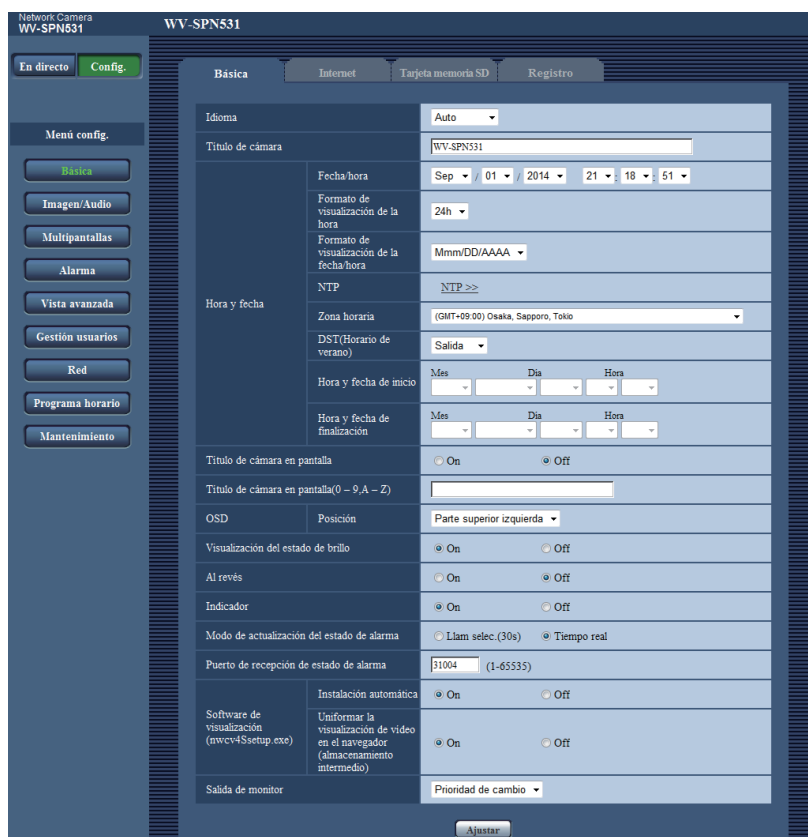 Network Camera
WV-SPN531
WV-SPN531
En directo Config.
Menú config.
Básica
Imagen/Audio
Multipantallas
Alarma
Vista avanzada
Gestión usuarios
Red
Programa horario
Mantenimiento
Básica Internet Tarjeta memoria SD Registro
Idioma Auto
Título de cámara WV-SPN531
Hora y fecha
Fecha/hora Sep / 01 / 2014 21 : 18 : 51
Formato de
visualización de la
hora
24h
Formato de
visualización de la
fecha/hora
Mmm/DD/AAAA
NTP NTP >>
Zona horaria (GMT+09:00) Osaka, Sapporo, Tokio
DST(Horario de
verano)
Salida
Hora y fecha de inicio
Mes Dia Hora
Hora y fecha de
finalización
Mes Dia Hora
Título de cámara en
pantalla
On Off
Título de cámara en pantalla(0 – 9,A – Z)
OSD Posición Parte superior izquierda
Visualización del estado de brillo On Off
Al revés On Off
Indicador On Off
Modo de actualización del estado de alarma Llam selec.(30s) Tiempo real
Puerto de recepción de estado de alarma 31004 (1-65535)
Software de
visualización
(nwcv4Ssetup.exe)
Instalación automática On Off
Uniformar la
visualización de vídeo
en el navegador
(almacenamiento
intermedio)
On Off
Salida de monitor Prioridad de cambio
Ajustar